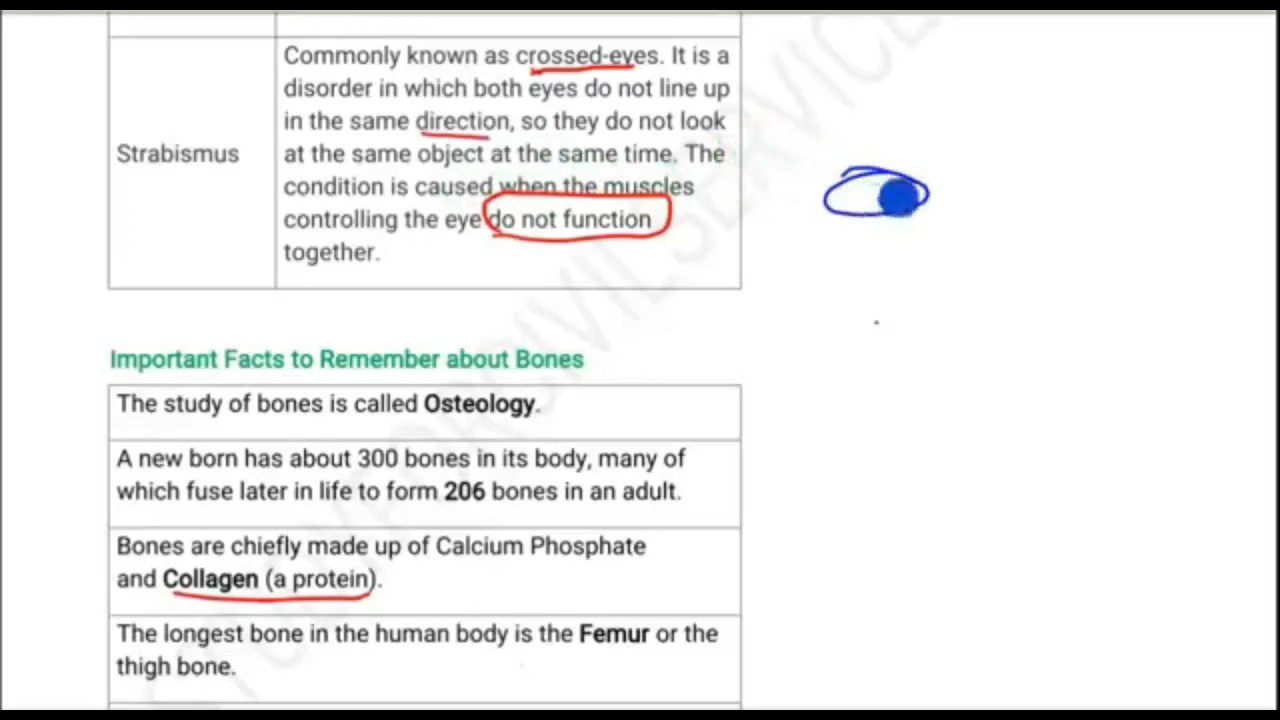 Commonly known as crossed-eyes. It is a
disorder in which both eyes do not line up
in the same direction, so they do not look
Strabismus
at the same object at the same time. The
condition is caused when the muscles
controlling the eye do not function
together.
Important Facts to Remember about Bones
The study of bones is called Osteology.
A new born has about 300 bones in its body, many of
which fuse later in life to form 206 bones in an adult.
Bones are chiefly made up of Calcium Phosphate
and Collagen (a protein).
The longest bone in the human body is the Femur or the
thigh bone.